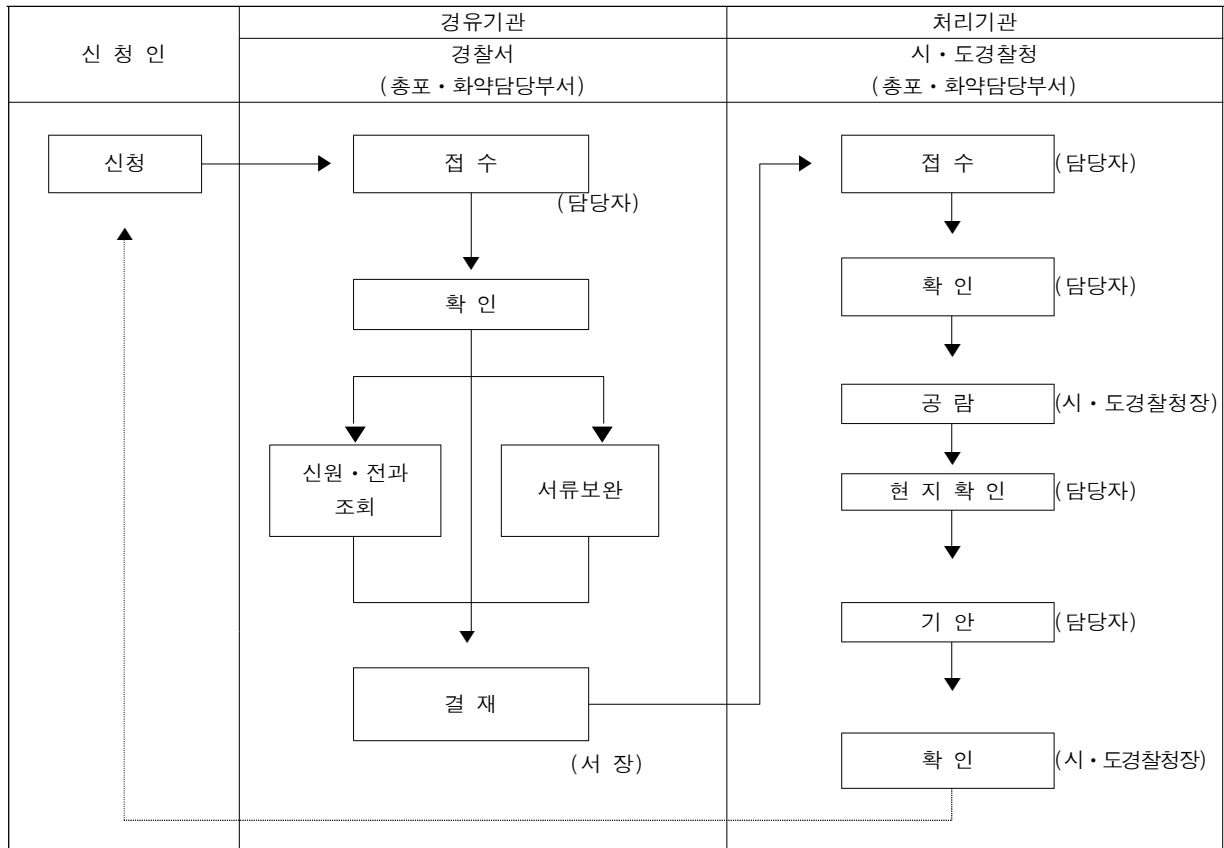 신 청 인
경유기관
경찰서
(총포・화약담당부서)
처리기관
시・도경찰청
(총포・화약담당부서)
신청
접 수
(담당자)
확 인
신원・전과
조회
서류보완
결 재
(서 장)
접 수
(담당자)
확 인
(담당자)
공 람
(시・도경찰청장)
현 지 확 인
(담당자)
기 안
(담당자)
확 인
(시・도경찰청장)